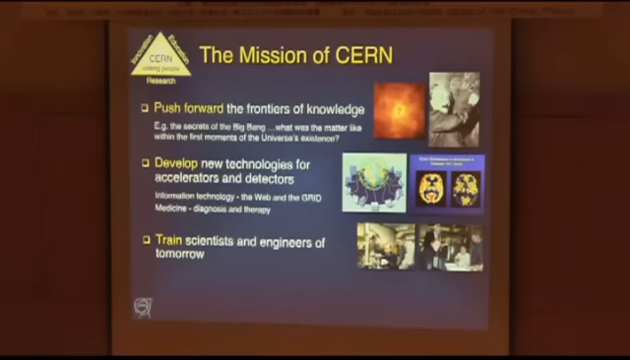 Innovation
Education
CERN
uniting people
Research
The Mission of CERN
Push forward the frontiers of knowledge
E.g. the secrets of the Big Bang ...what was the matter like
within the first moments of the Universe's existence?
Develop new technologies for
accelerators and detectors
Information technology - the Web and the GRID
Medicine - diagnosis and therapy
Train scientists and engineers of
tomorrow